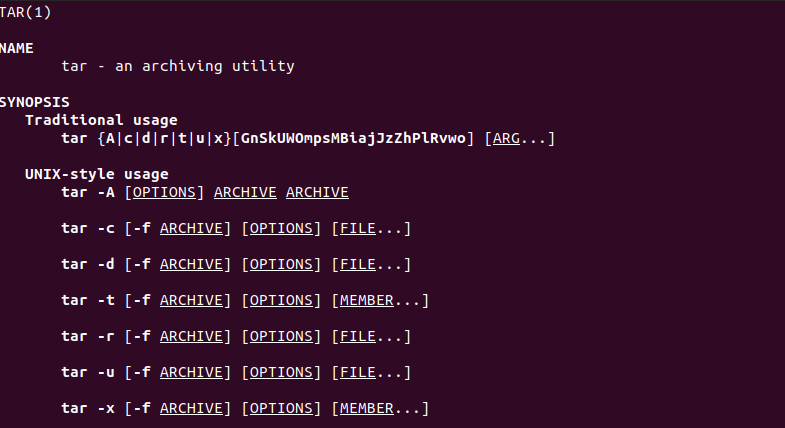 TAR(1)
NAME
tar - an archiving utility
SYNOPSIS
Traditional usage
tar {A|c|d|r|t|u|x}[GnSkUWOmpsMBiajJzZhPlRvwo] [ARG...]
UNIX-style usage
tar -A [OPTIONS] ARCHIVE ARCHIVE
tar -c [-f ARCHIVE] [OPTIONS] [FILE...]
tar -d [-f ARCHIVE] [OPTIONS] [FILE...]
tar -t [-f ARCHIVE] [OPTIONS] [MEMBER...]
tar -r [-f ARCHIVE] [OPTIONS] [FILE...]
tar -u [-f ARCHIVE] [OPTIONS] [FILE...]
tar -x [-f ARCHIVE] [OPTIONS] [MEMBER...]